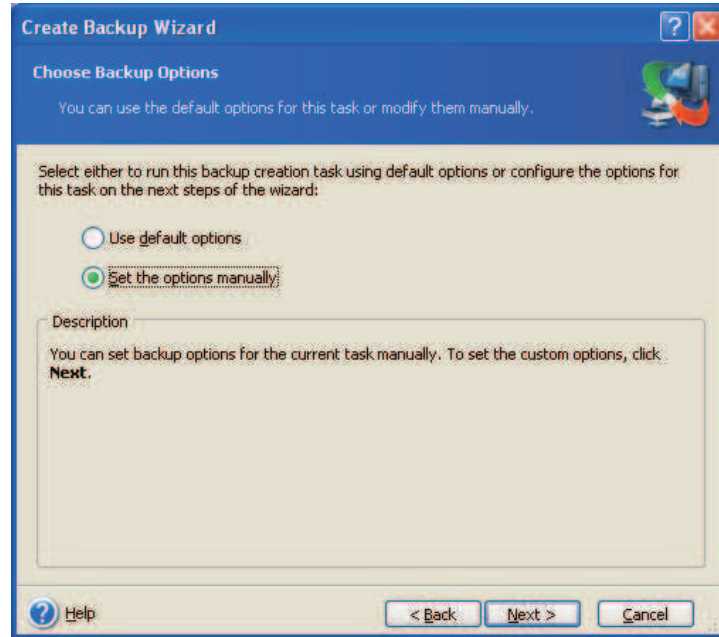 Create Backup Wizard
?
Choose Backup Options
You can use the default options for this task or modify them manually.
Select either to run this backup creation task using default options or configure the options for
this task on the next steps of the wizard:
Use default options
Set the options manually
Description
You can set backup options for the current task manually. To set the custom options, click
Next.
? Help
< Back
Next >
Cancel